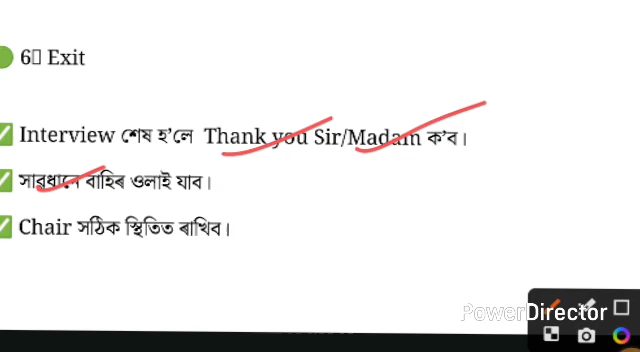 6▯ Exit
Interview শেষ হ’লে Thank you Sir/Madam ক’ব।
সাৱধানে বাহিৰ ওলাই যাব।
Chair সঠিক স্থিতিত ৰাখিব।
PowerDirector